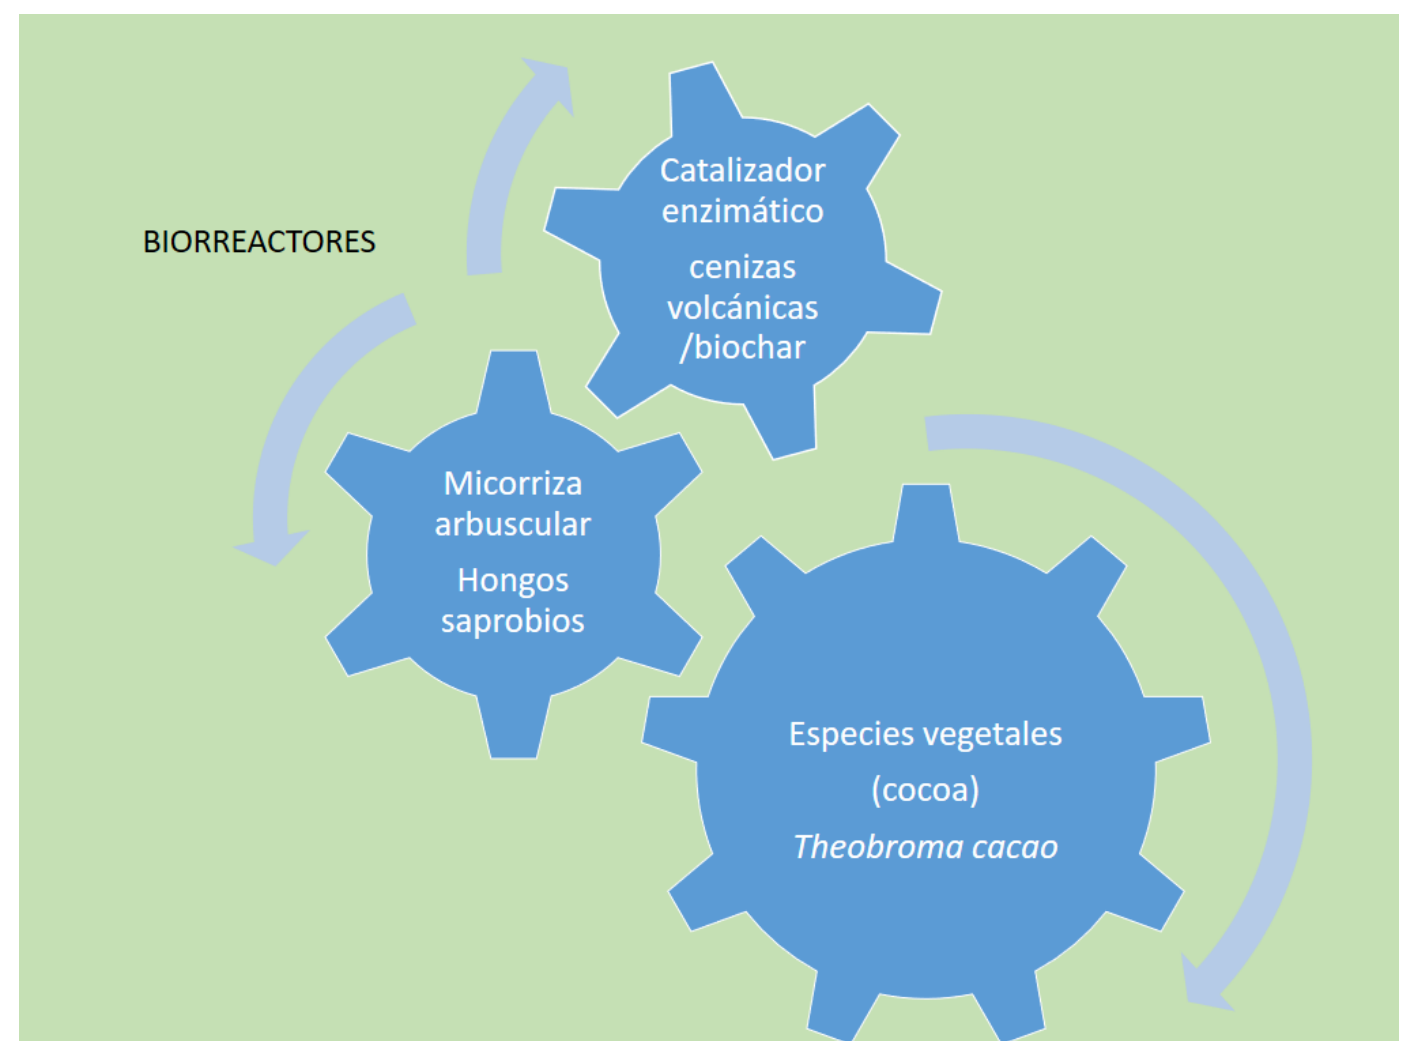 BIORREACTORES
Catalizador
enzimático
cenizas
volcánicas
/biochar
Micorriza
arbuscular
Hongos
saprobios
Especies vegetales
(cocoa)
Theobroma cacao